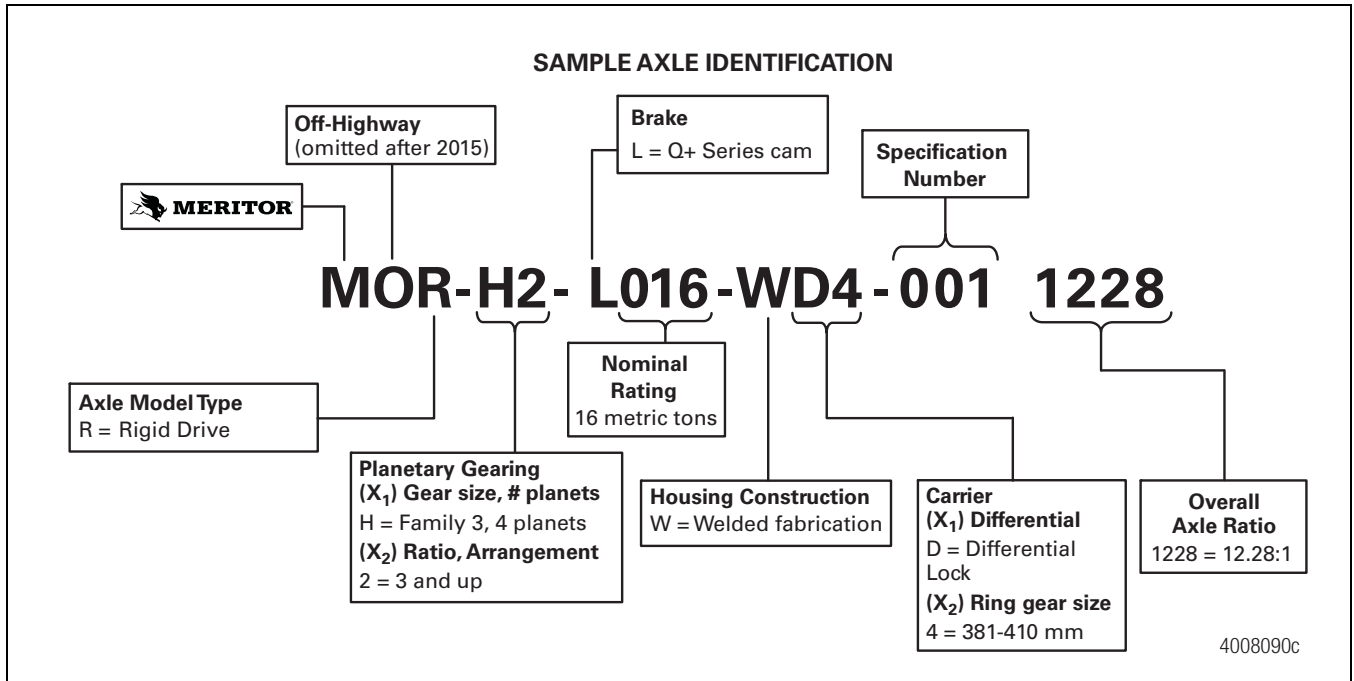 SAMPLE AXLE IDENTIFICATION
Off-Highway
(omitted after 2015)
Brake
L = Q+ Series cam
Specification
Number
MERITOR
MOR-H2- L016-WD4-001 1228
Axle Model Type
R = Rigid Drive
Planetary Gearing
(X1) Gear size, # planets
H = Family 3, 4 planets
(X2) Ratio, Arrangement
2 = 3 and up
Nominal
Rating
16 metric tons
Housing Construction
W = Welded fabrication
Carrier
(X1) Differential
D = Differential
Lock
(X2) Ring gear size
4 = 381-410 mm
Overall
Axle Ratio
1228 = 12.28:1
4008090c